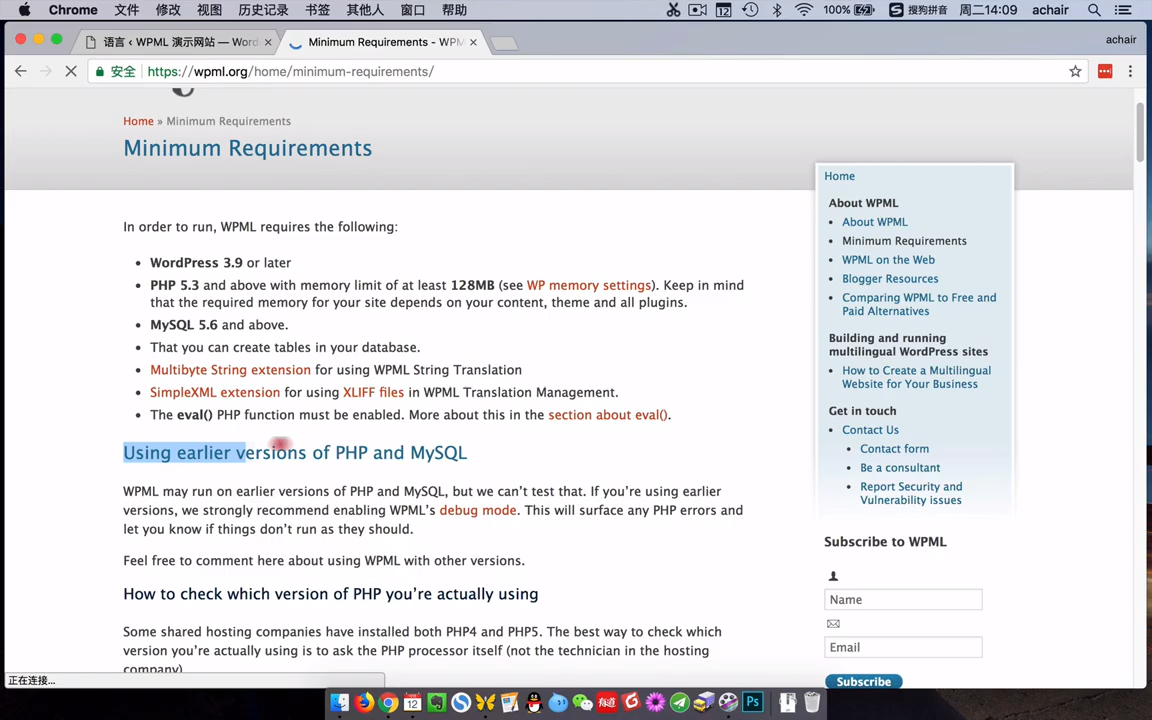 Chrome 文件 修改 视图 历史记录 书签 其他人 窗口 帮助 12 100% 搜狗拼音 周二14:09 achair
语言 ‹ WPML 演示网站 — Word × Minimum Requirements - WPM × achair
安全 https://wpml.org/home/minimum-requirements/
Home » Minimum Requirements
Minimum Requirements
In order to run, WPML requires the following:
• WordPress 3.9 or later
• PHP 5.3 and above with memory limit of at least 128MB (see WP memory settings). Keep in mind
that the required memory for your site depends on your content, theme and all plugins.
• MySQL 5.6 and above.
• That you can create tables in your database.
• Multibyte String extension for using WPML String Translation
• SimpleXML extension for using XLIFF files in WPML Translation Management.
• The eval() PHP function must be enabled. More about this in the section about eval().
Using earlier versions of PHP and MySQL
WPML may run on earlier versions of PHP and MySQL, but we can’t test that. If you’re using earlier
versions, we strongly recommend enabling WPML’s debug mode. This will surface any PHP errors and
let you know if things don’t run as they should.
Feel free to comment here about using WPML with other versions.
How to check which version of PHP you’re actually using
Some shared hosting companies have installed both PHP4 and PHP5. The best way to check which
version you’re actually using is to ask the PHP processor itself (not the technician in the hosting
company)
Home
About WPML
• About WPML
• Minimum Requirements
• WPML on the Web
• Blogger Resources
• Comparing WPML to Free and
Paid Alternatives
Building and running
multilingual WordPress sites
• How to Create a Multilingual
Website for Your Business
Get in touch
• Contact Us
• Contact form
• Be a consultant
• Report Security and
Vulnerability issues
Subscribe to WPML
Name
Email
Subscribe
正在连接...
12 有道 Ps